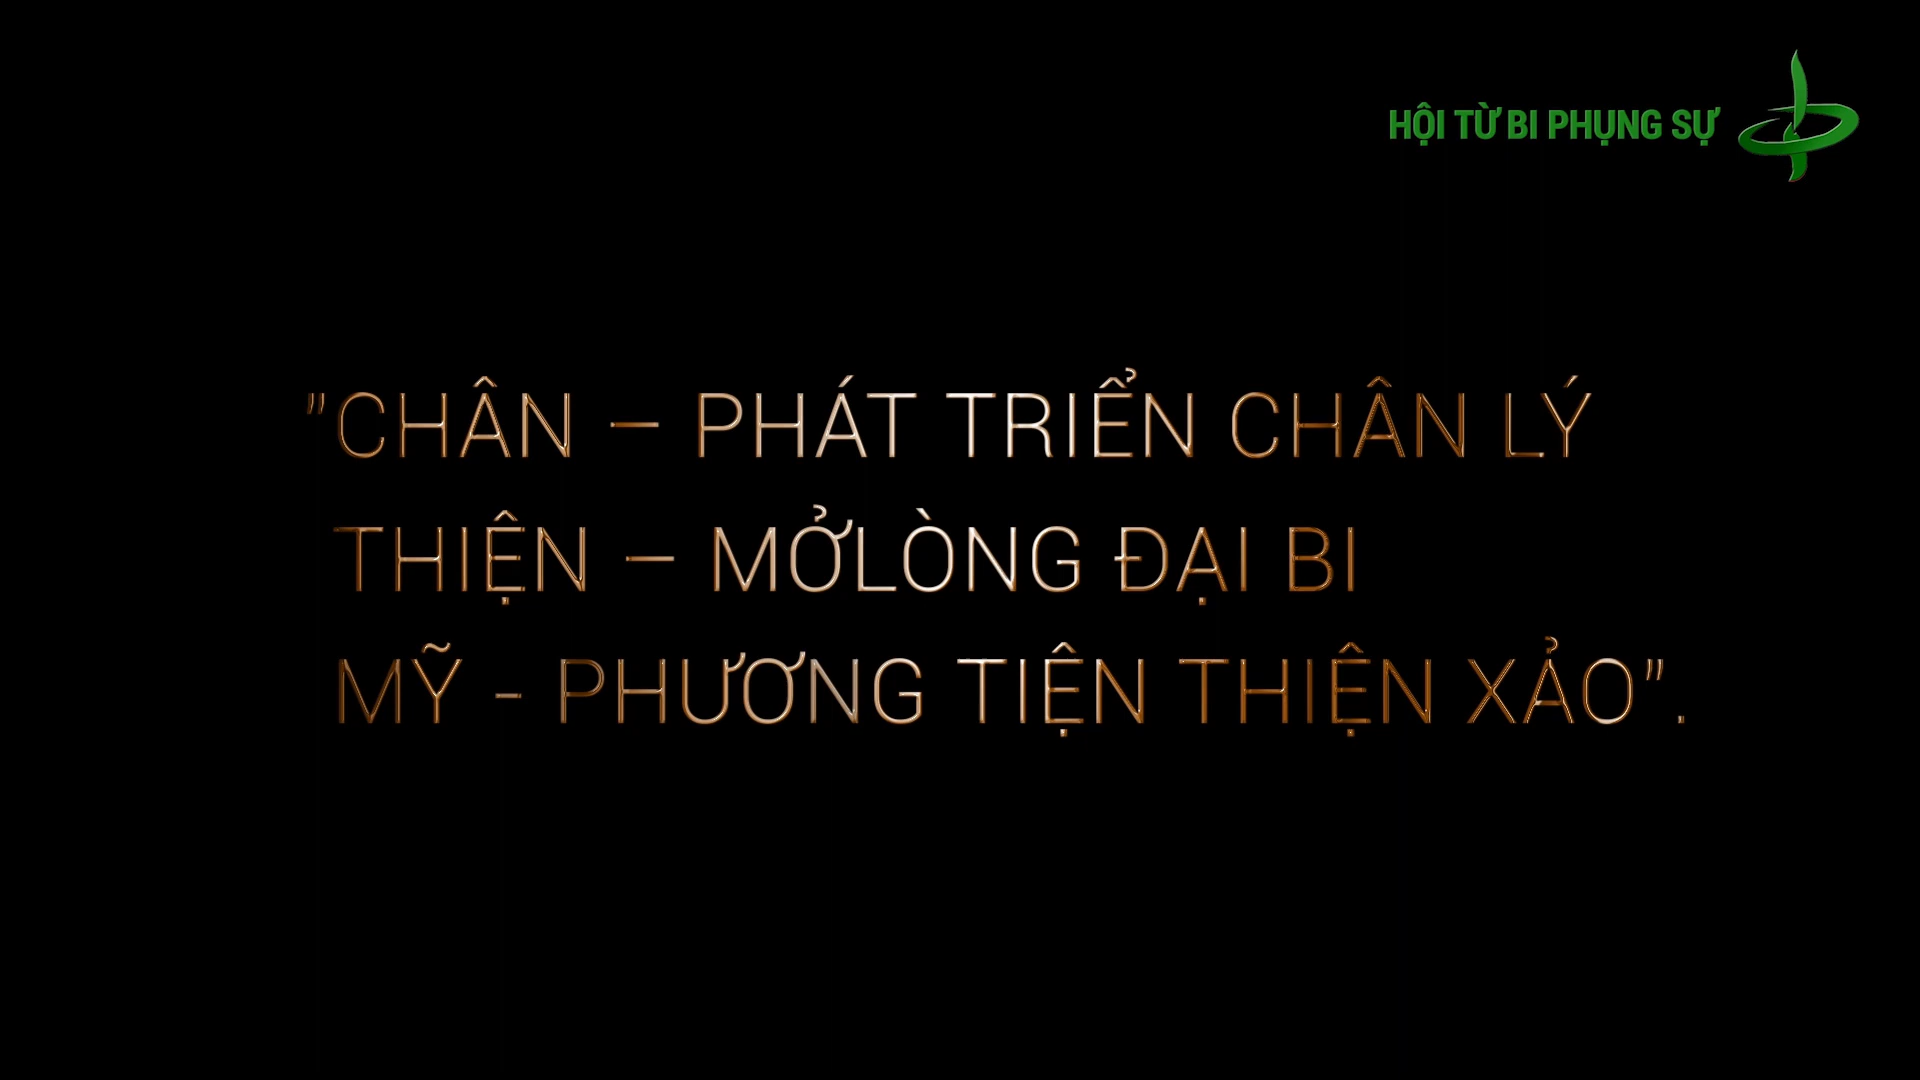 HỘI TỪ BI PHỤNG SỰ
"CHÂN – PHÁT TRIỂN CHÂN LÝ
THIỆN – MỞLÒNG ĐẠI BI
MỸ - PHƯƠNG TIỆN THIỆN XẢO".